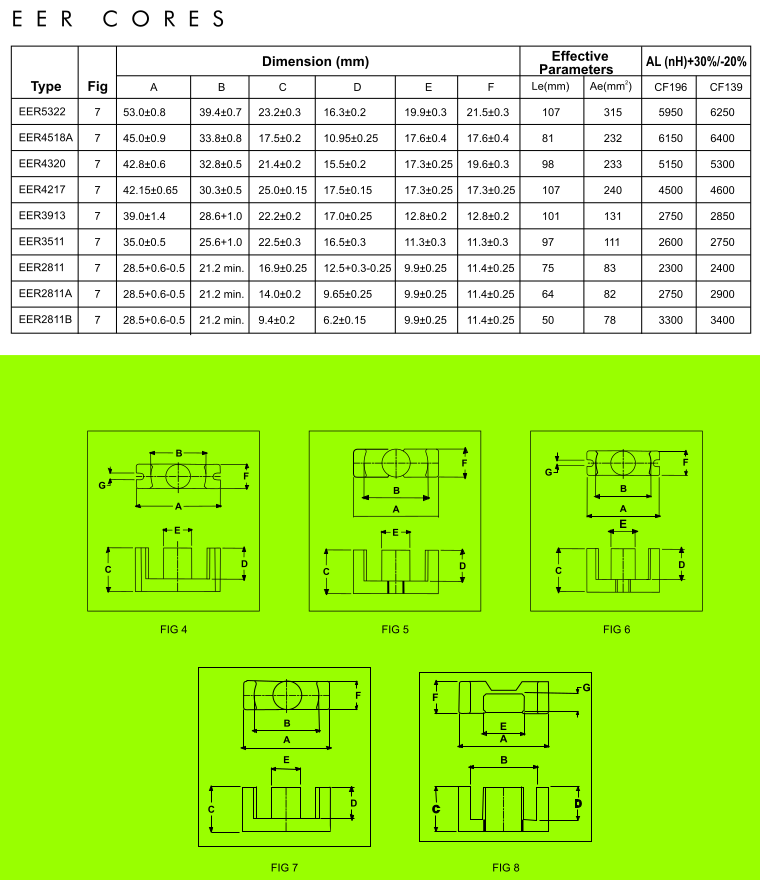 EER CORES
Type Fig Dimension (mm) Effective Parameters AL (nH)+30%/-20%
A B C D E F Le(mm) Ae(mm²) CF196 CF139
EER5322 7 53.0±0.8 39.4±0.7 23.2±0.3 16.3±0.2 19.9±0.3 21.5±0.3 107 315 5950 6250
EER4518A 7 45.0±0.9 33.8±0.8 17.5±0.2 10.95±0.25 17.6±0.4 17.6±0.4 81 232 6150 6400
EER4320 7 42.8±0.6 32.8±0.5 21.4±0.2 15.5±0.2 17.3±0.25 19.6±0.3 98 233 5150 5300
EER4217 7 42.15±0.65 30.3±0.5 25.0±0.15 17.5±0.15 17.3±0.25 17.3±0.25 107 240 4500 4600
EER3913 7 39.0±1.4 28.6+1.0 22.2±0.2 17.0±0.25 12.8±0.2 12.8±0.2 101 131 2750 2850
EER3511 7 35.0±0.5 25.6+1.0 22.5±0.3 16.5±0.3 11.3±0.3 11.3±0.3 97 111 2600 2750
EER2811 7 28.5+0.6-0.5 21.2 min. 16.9±0.25 12.5+0.3-0.25 9.9±0.25 11.4±0.25 75 83 2300 2400
EER2811A 7 28.5+0.6-0.5 21.2 min. 14.0±0.2 9.65±0.25 9.9±0.25 11.4±0.25 64 82 2750 2900
EER2811B 7 28.5+0.6-0.5 21.2 min. 9.4±0.2 6.2±0.15 9.9±0.25 11.4±0.25 50 78 3300 3400
B
F
G
A
E
C
D
FIG 4
F
B
A
E
C
D
FIG 5
F
G
B
A
E
C
D
FIG 6
F
B
A
E
C
D
FIG 7
G
F
E
A
B
C
D
FIG 8